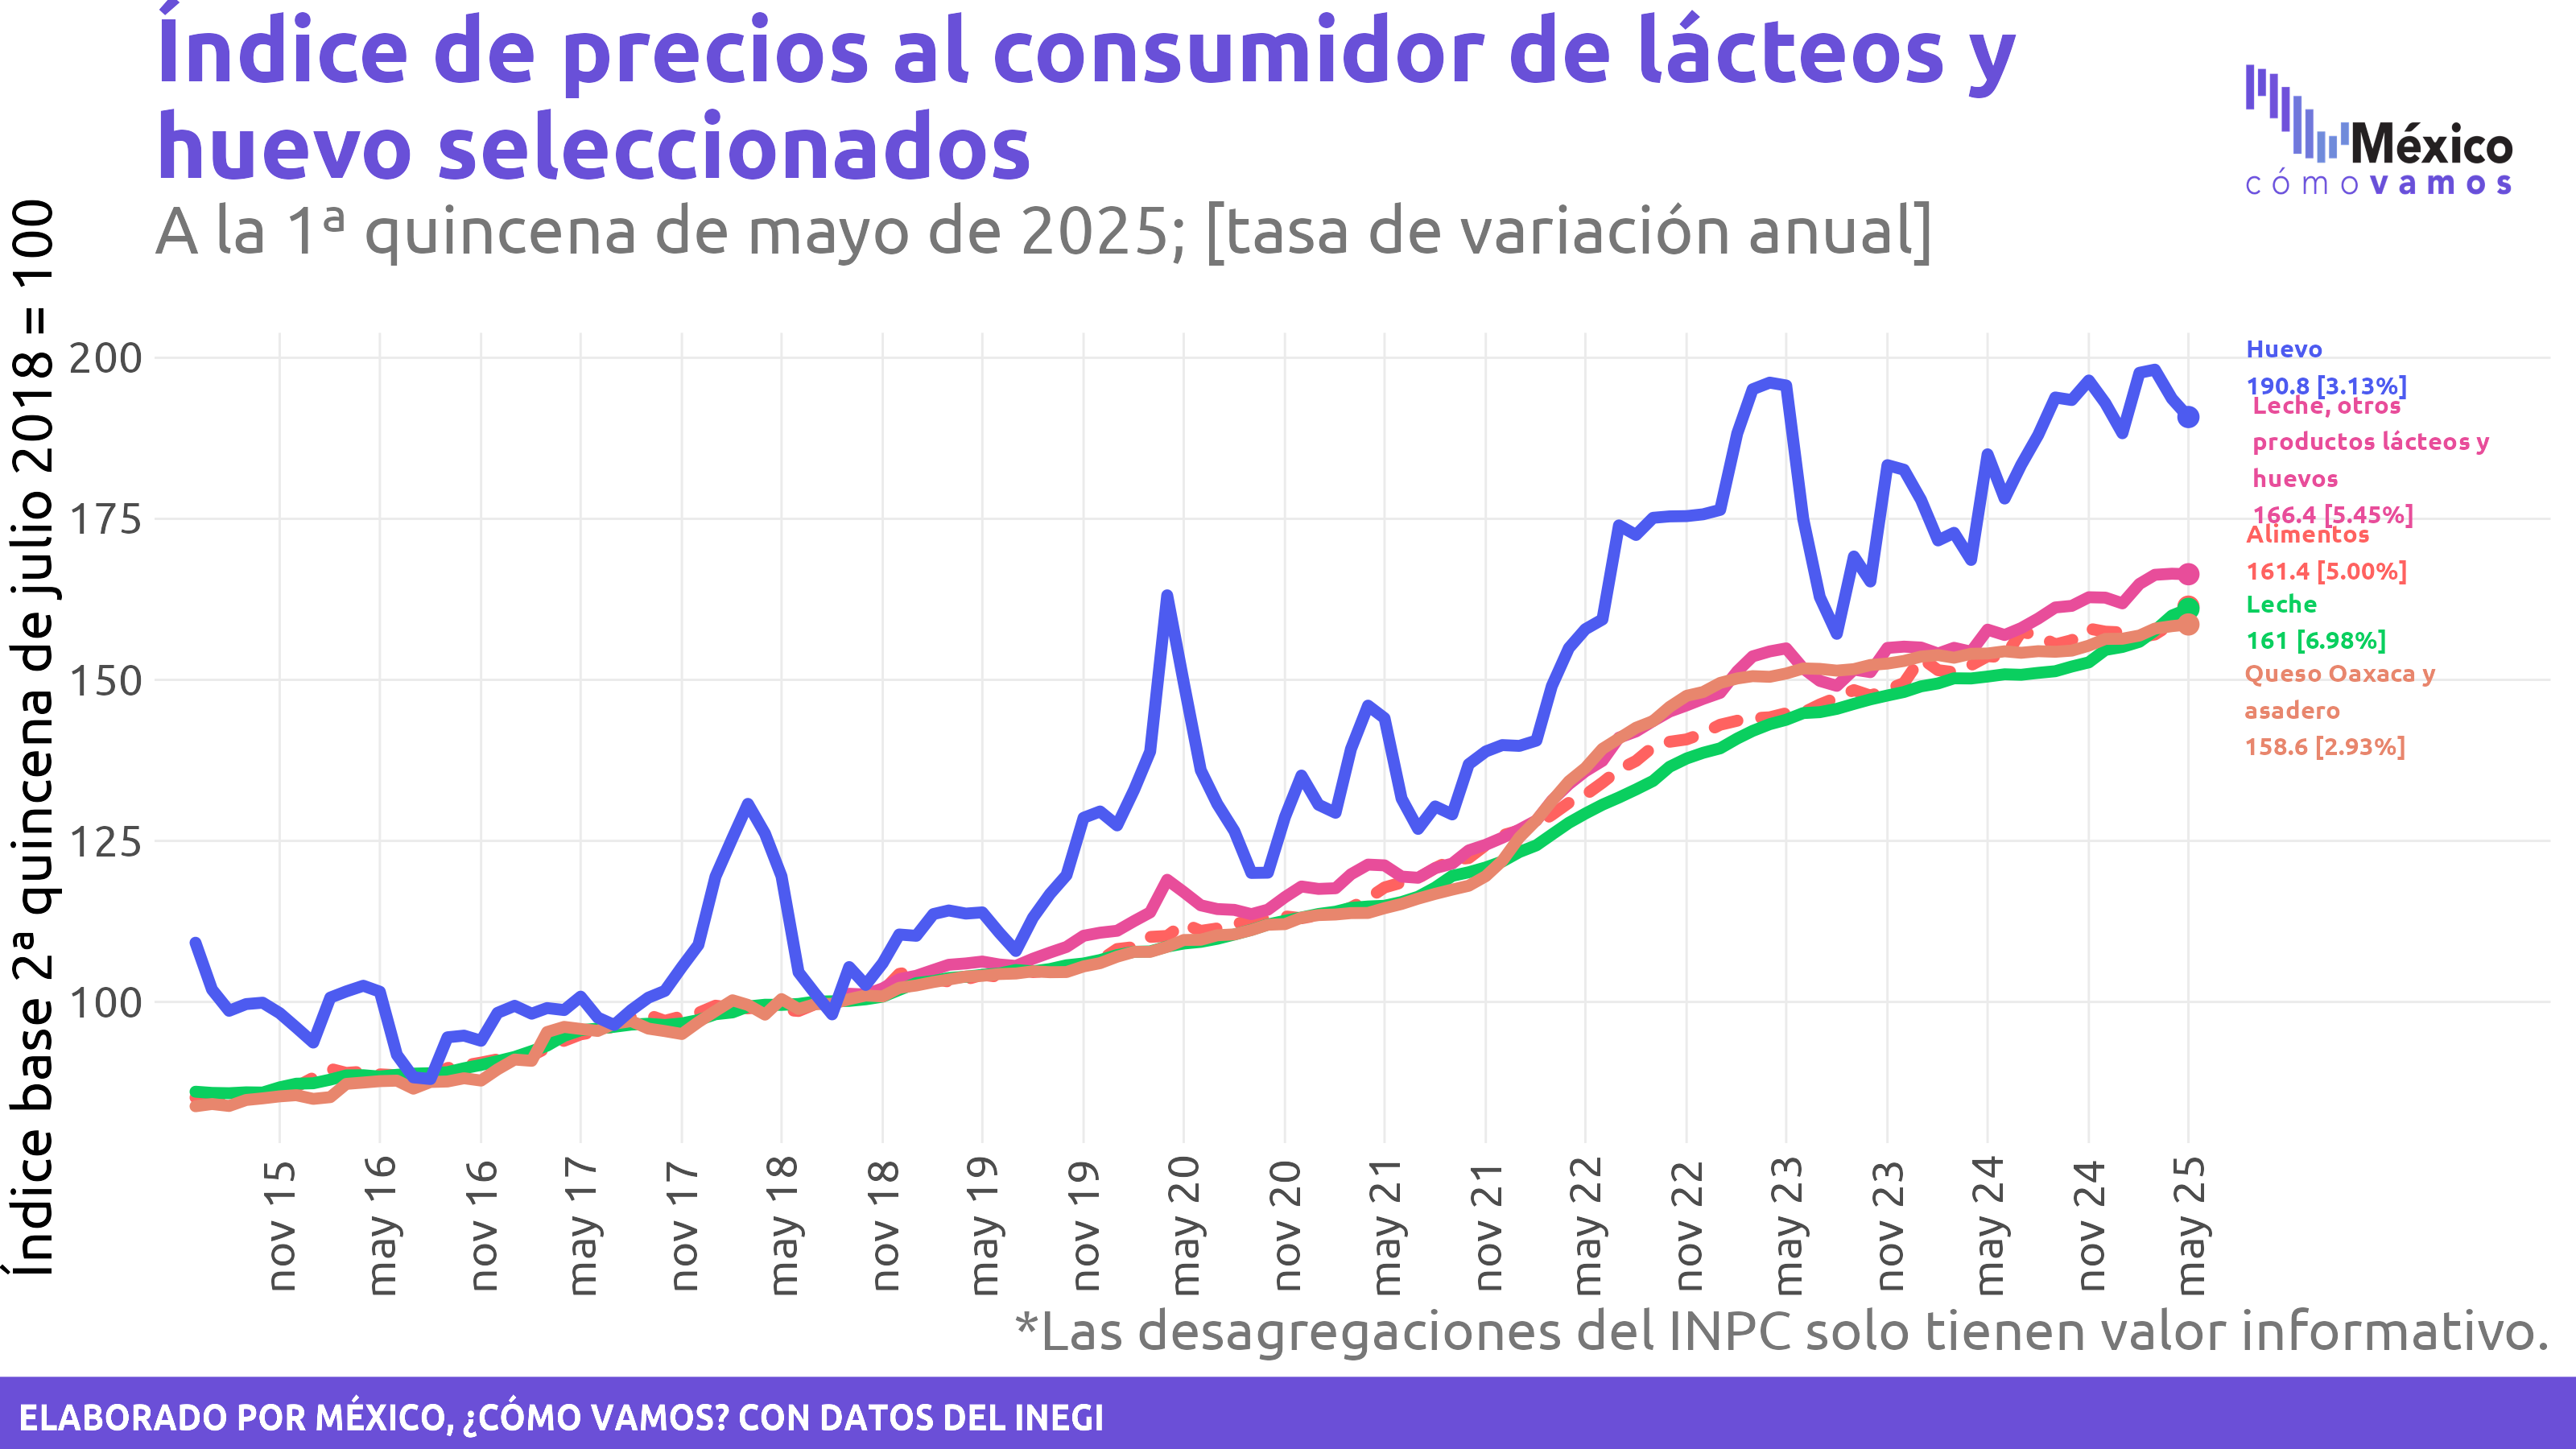 Índice de precios al consumidor de lácteos y
huevo seleccionados
A la 1ª quincena de mayo de 2025; [tasa de variación anual]
México
cómo vamos
Índice base 2ª quincena de julio 2018 = 100
200
175
150
125
100
Huevo
190.8 [3.13%]
Leche, otros
productos lácteos y
huevos
166.4 [5.45%]
Alimentos
161.4 [5.00%]
Leche
161 [6.98%]
Queso Oaxaca y
asadero
158.6 [2.93%]
nov 15
may 16
nov 16
may 17
nov 17
may 18
nov 18
may 19
nov 19
may 20
nov 20
may 21
nov 21
may 22
nov 22
may 23
nov 23
may 24
nov 24
may 25
*Las desagregaciones del INPC solo tienen valor informativo.
ELABORADO POR MÉXICO, ¿CÓMO VAMOS? CON DATOS DEL INEGI